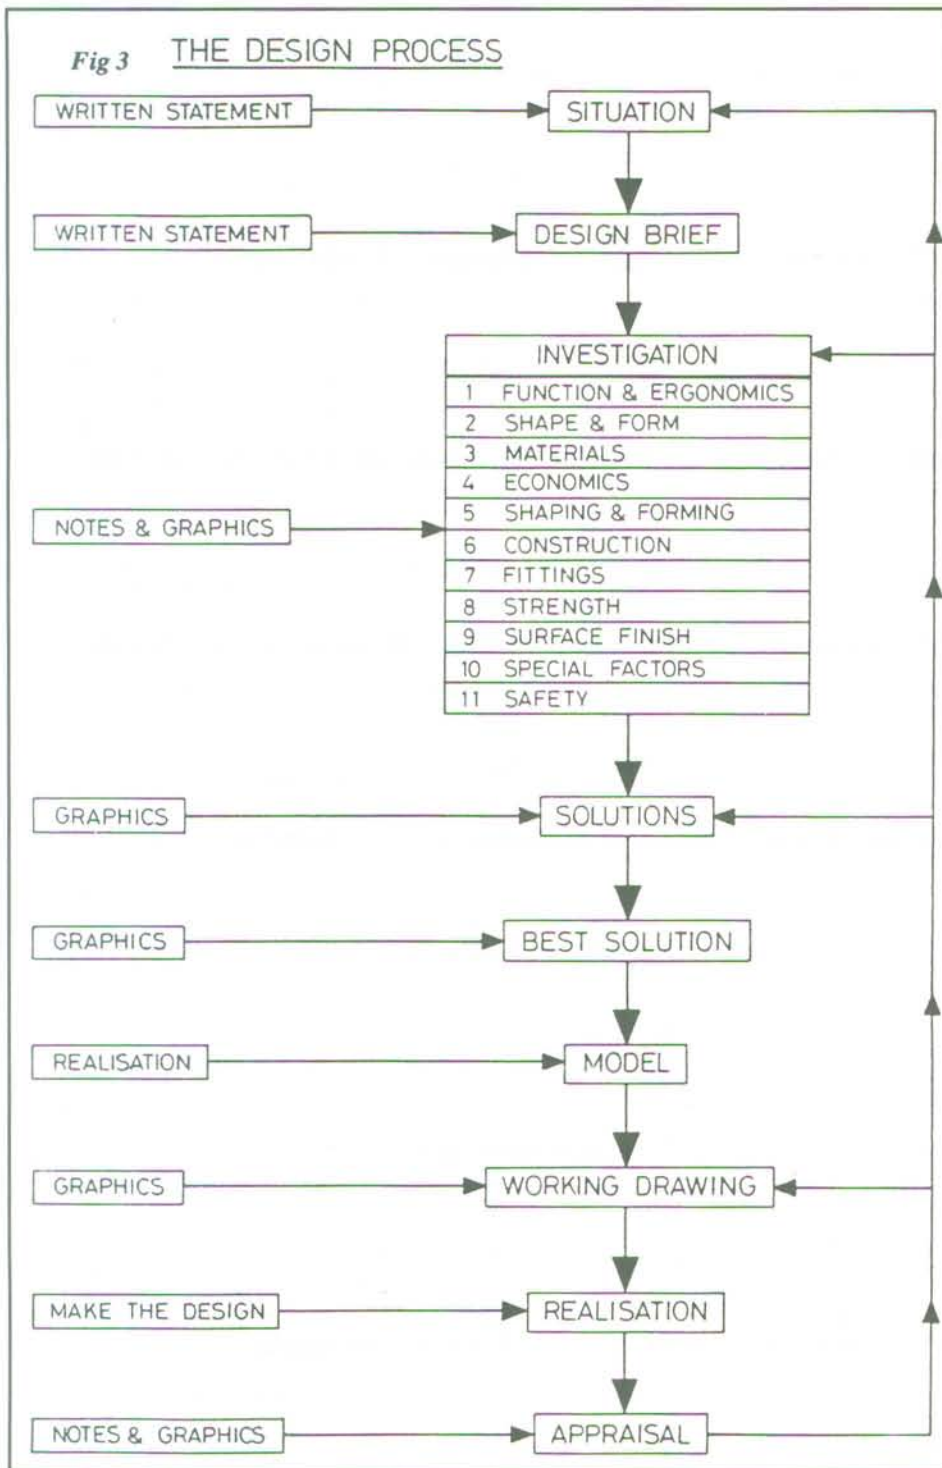 Fig 3 THE DESIGN PROCESS
WRITTEN STATEMENT
SITUATION
WRITTEN STATEMENT
DESIGN BRIEF
INVESTIGATION
1 FUNCTION & ERGONOMICS
2 SHAPE & FORM
3 MATERIALS
4 ECONOMICS
NOTES & GRAPHICS
5 SHAPING & FORMING
6 CONSTRUCTION
7 FITTINGS
8 STRENGTH
9 SURFACE FINISH
10 SPECIAL FACTORS
11 SAFETY
GRAPHICS
SOLUTIONS
GRAPHICS
BEST SOLUTION
REALISATION
MODEL
GRAPHICS
WORKING DRAWING
MAKE THE DESIGN
REALISATION
NOTES & GRAPHICS
APPRAISAL